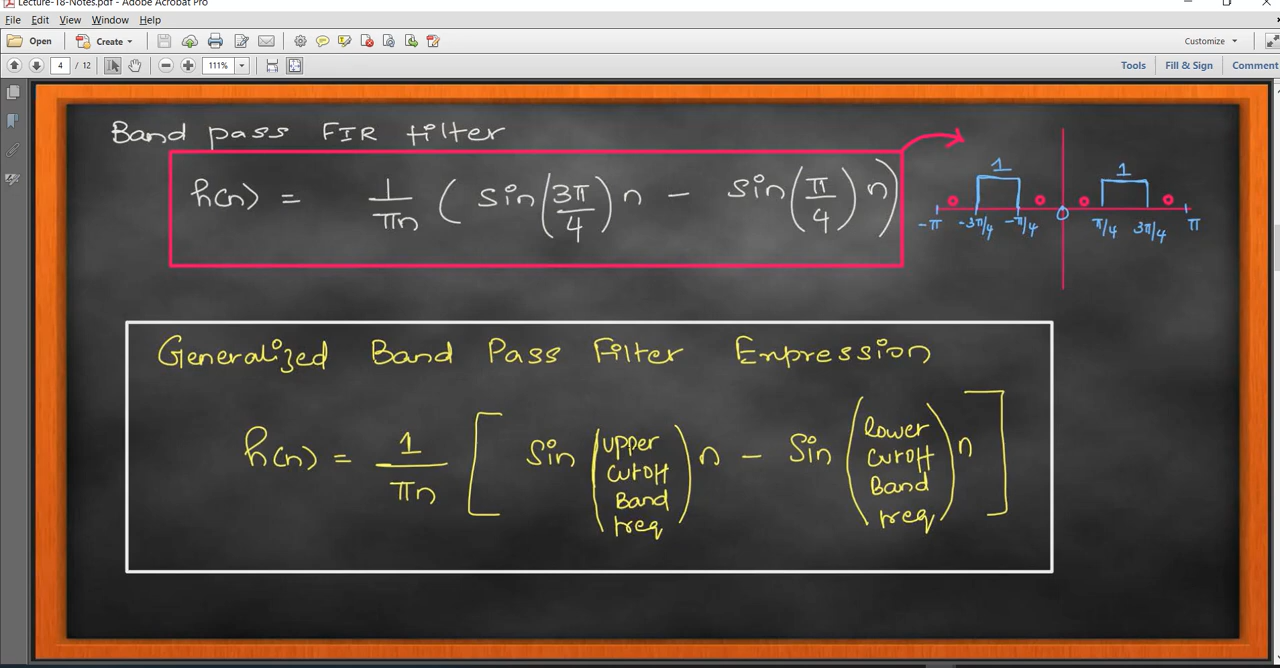 Lecture-18-Notes.pdf - Adobe Acrobat Pro
File Edit View Window Help
Open Create Customize
4 / 12 111% Tools Fill & Sign Comment
Band pass FIR filter
h(n) = 1/πn ( sin(3π/4)n - sin(π/4)n )
1 1
-π -3π/4 -π/4 0 π/4 3π/4 π
Generalized Band Pass Filter Expression
h(n) = 1/πn [ sin(upper cutoff Band freq)n - sin(lower cutoff Band freq)n ]